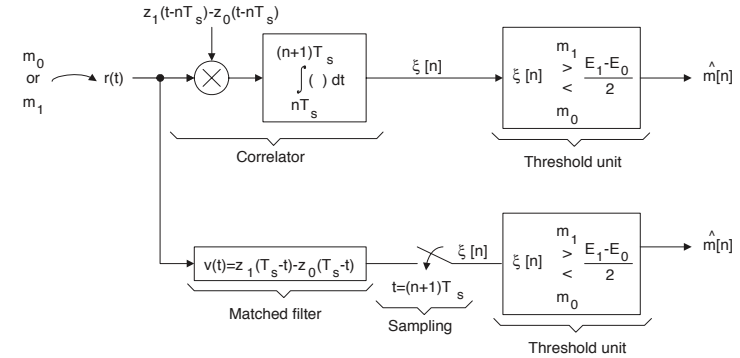 z1(t-nTs)-z0(t-nTs)
m0
or
m1
r(t)
(n+1)Ts
∫( ) dt
nTs
ξ [n]
m1
ξ [n] > E1-E0
< 2
m0
^
m[n]
Correlator
Threshold unit
v(t)=z1(Ts-t)-z0(Ts-t)
Matched filter
ξ [n]
t=(n+1)Ts
Sampling
m1
ξ [n] > E1-E0
< 2
m0
^
m[n]
Threshold unit